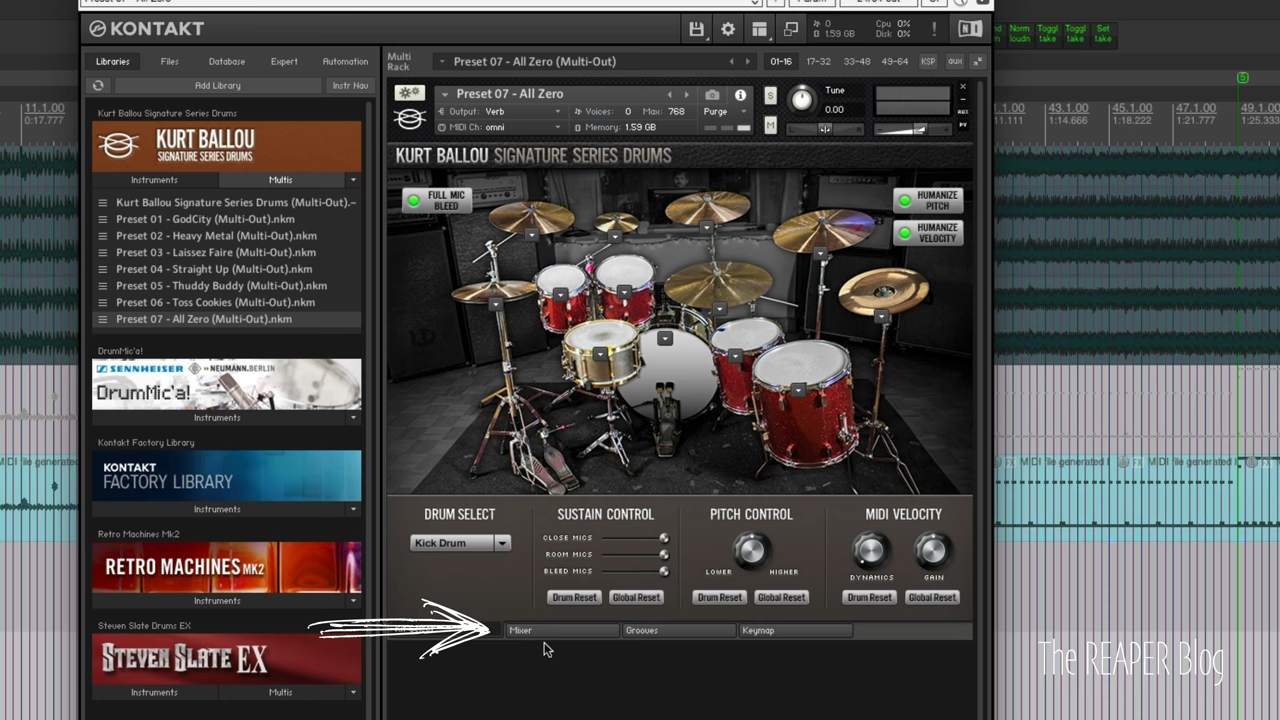 Preset 07 - All Zero
Param
KONTAKT
0
1.59 GB
Cpu 0%
Disk 0%
!
Norm loudn
Toggl take
Toggl take
Set take
Libraries
Files
Database
Expert
Automation
Add Library
Instr Nav
Multi Rack
Preset 07 - All Zero (Multi-Out)
01-16
17-32
33-48
49-64
KSP
aux
Preset 07 - All Zero
Output: Verb
Voices: 0
Max: 768
Purge
MIDI Ch: omni
Memory: 1.59 GB
S
M
Tune
0.00
AUX
PV
5
11.1.00
0:17.777
43.1.00
1:14.666
45.1.00
1:18.222
47.1.00
1:21.777
49.1.00
1:25.333
Kurt Ballou Signature Series Drums
KURT BALLOU
SIGNATURE SERIES DRUMS
Instruments
Multis
Kurt Ballou Signature Series Drums (Multi-Out).~
Preset 01 - GodCity (Multi-Out).nkm
Preset 02 - Heavy Metal (Multi-Out).nkm
Preset 03 - Laissez Faire (Multi-Out).nkm
Preset 04 - Straight Up (Multi-Out).nkm
Preset 05 - Thuddy Buddy (Multi-Out).nkm
Preset 06 - Toss Cookies (Multi-Out).nkm
Preset 07 - All Zero (Multi-Out).nkm
DrumMic'a!
SENNHEISER
NEUMANN.BERLIN
DrumMic'a!
Instruments
Kontakt Factory Library
KONTAKT
FACTORY LIBRARY
Instruments
Retro Machines Mk2
RETRO MACHINES MK2
Instruments
Steven Slate Drums EX
STEVEN SLATE EX
Instruments
Multis
KURT BALLOU SIGNATURE SERIES DRUMS
FULL MIC BLEED
HUMANIZE PITCH
HUMANIZE VELOCITY
DRUM SELECT
Kick Drum
SUSTAIN CONTROL
CLOSE MICS
ROOM MICS
BLEED MICS
Drum Reset
Global Reset
PITCH CONTROL
LOWER
HIGHER
Drum Reset
Global Reset
MIDI VELOCITY
DYNAMICS
GAIN
Drum Reset
Global Reset
Mixer
Grooves
Keymap
The REAPER Blog